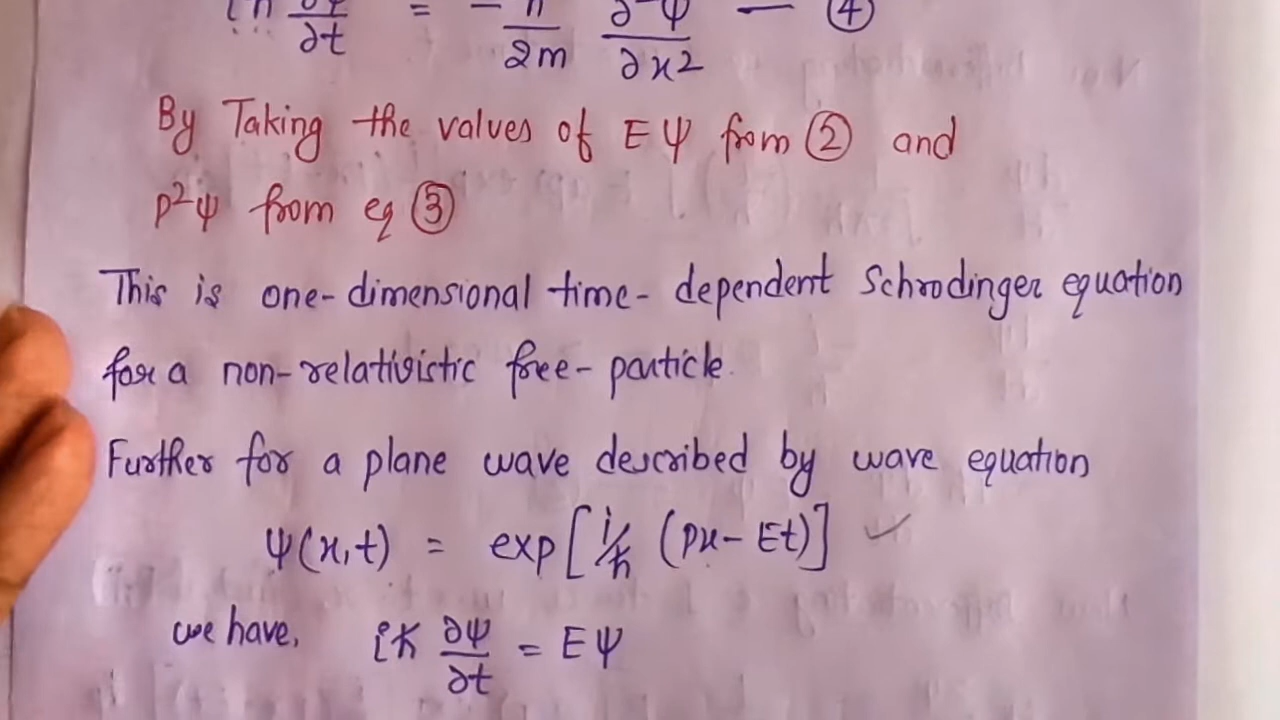 iħ ∂ψ/∂t = - ħ/2m ∂²ψ/∂x² — ④
By Taking the values of Eψ from ② and
p²ψ from eq ③
This is one-dimensional time-dependent Schrodinger equation
for a non-relativistic free-particle.
Further for a plane wave described by wave equation
ψ(x,t) = exp[i/ħ (px-Et)]
we have, iħ ∂ψ/∂t = Eψ